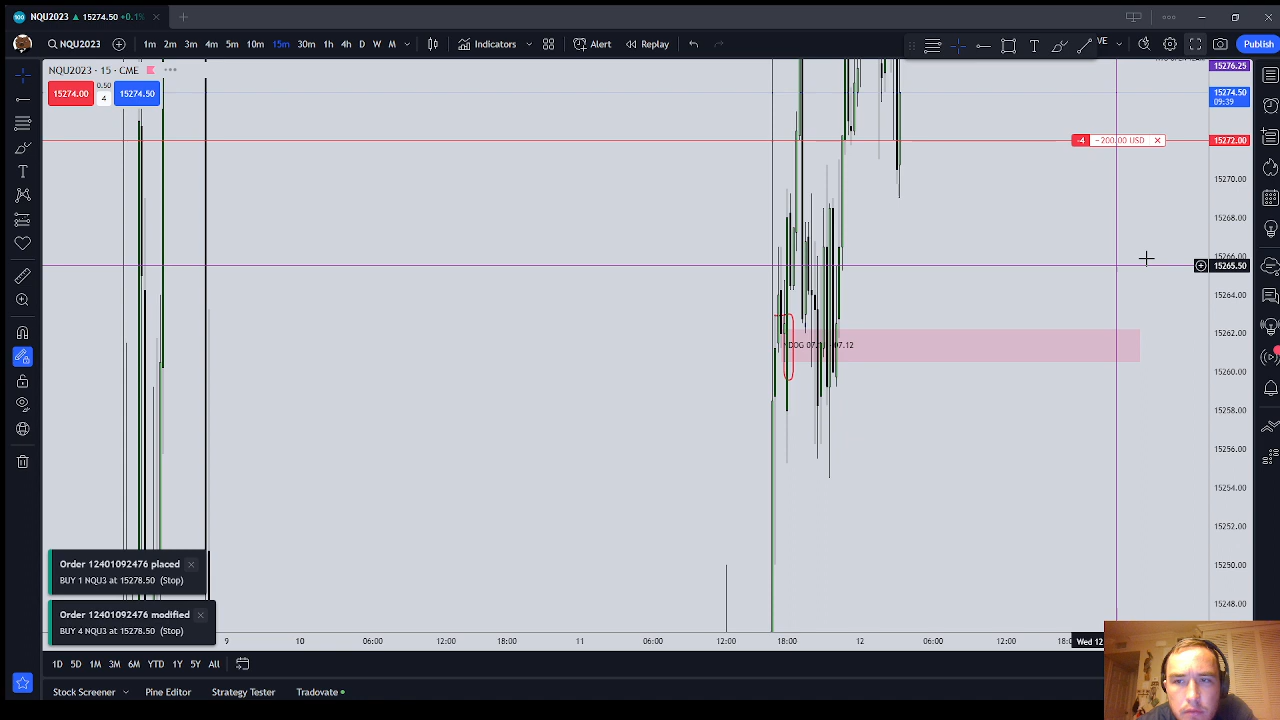 NQU2023 ▲ 15274.50 +0.1%
NQU2023 1m 2m 3m 4m 5m 10m 15m 30m 1h 4h D W M Indicators Alert Replay VE Publish
NQU2023 · 15 · CME
15274.00 0.50 4 15274.50
15276.25
15274.50
09:39
-4 −200.00 USD 15272.00
15270.00
15268.00
15266.00
15265.50
15264.00
15262.00
15260.00
15258.00
15256.00
15254.00
15252.00
15250.00
15248.00
07.12
Order 12401092476 placed
BUY 1 NQU3 at 15278.50 (Stop)
Order 12401092476 modified
BUY 4 NQU3 at 15278.50 (Stop)
9 10 06:00 12:00 18:00 11 06:00 12:00 18:00 12 06:00 12:00 Wed 12
1D 5D 1M 3M 6M YTD 1Y 5Y All
Stock Screener Pine Editor Strategy Tester Tradovate